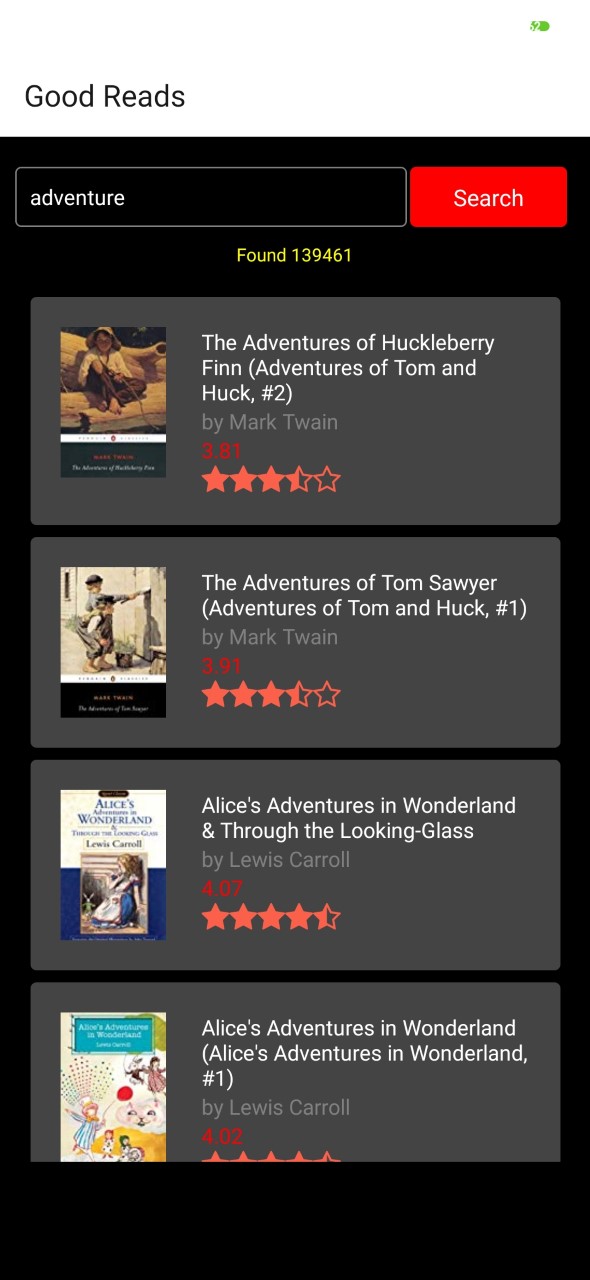 52
Good Reads
adventure
Search
Found 139461
The Adventures of Huckleberry
Finn (Adventures of Tom and
Huck, #2)
by Mark Twain
3.81
PENGUIN CLASSICS
MARK TWAIN
The Adventures of Huckleberry Finn
The Adventures of Tom Sawyer
(Adventures of Tom and Huck, #1)
by Mark Twain
3.91
PENGUIN CLASSICS
MARK TWAIN
The Adventures of Tom Sawyer
Alice's Adventures in Wonderland
& Through the Looking-Glass
by Lewis Carroll
4.07
ALICE'S
Adventures in
WONDERLAND
&
THROUGH THE LOOKING-GLASS
Lewis Carroll
Alice's Adventures in Wonderland
(Alice's Adventures in Wonderland,
#1)
by Lewis Carroll
4.02
Alice's Adventures
in Wonderland
Lewis Carroll